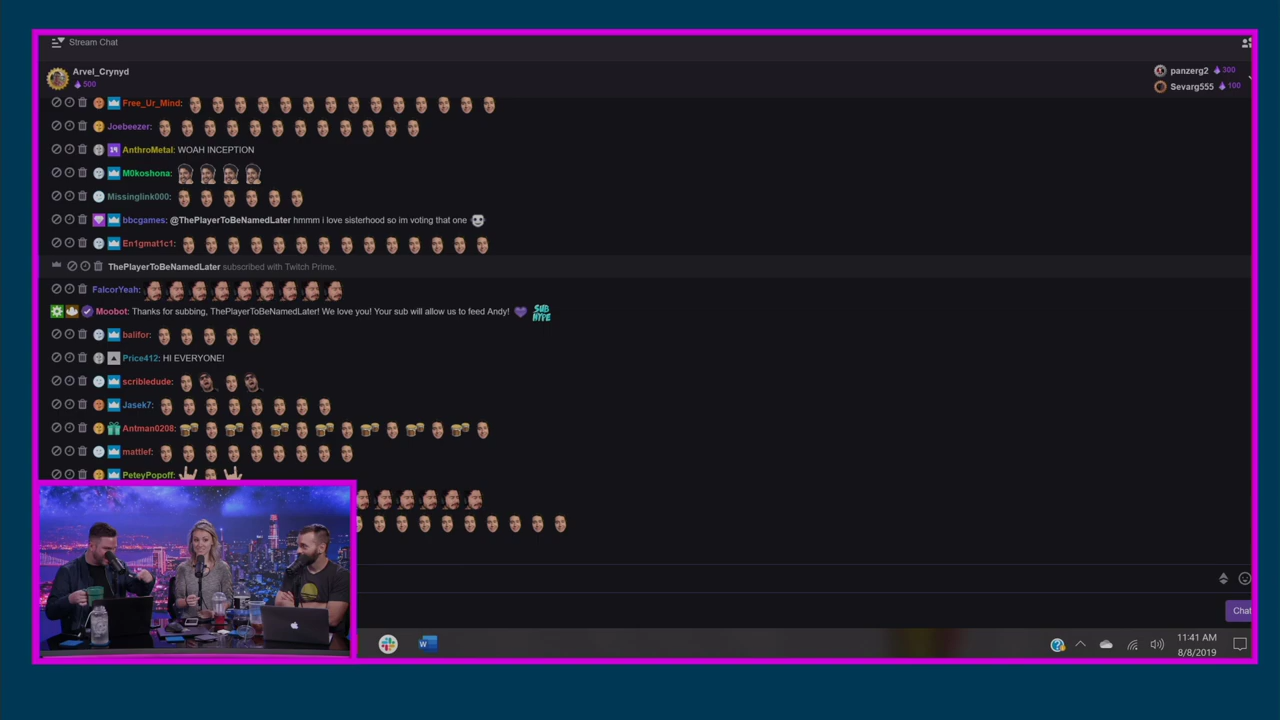 Stream Chat
Arvel_Crynyd
500
panzerg2 300
Sevarg555 100
Free_Ur_Mind:
Joebeezer:
14 AnthroMetal: WOAH INCEPTION
M0koshona:
Missinglink000:
bbcgames: @ThePlayerToBeNamedLater hmmm i love sisterhood so im voting that one
En1gmat1c1:
ThePlayerToBeNamedLater subscribed with Twitch Prime.
FalcorYeah:
Moobot: Thanks for subbing, ThePlayerToBeNamedLater! We love you! Your sub will allow us to feed Andy! SUB HYPE
balifor:
Price412: HI EVERYONE!
scribledude:
Jasek7:
Antman0208:
mattlef:
PeteyPopoff:
Chat
W
11:41 AM
8/8/2019